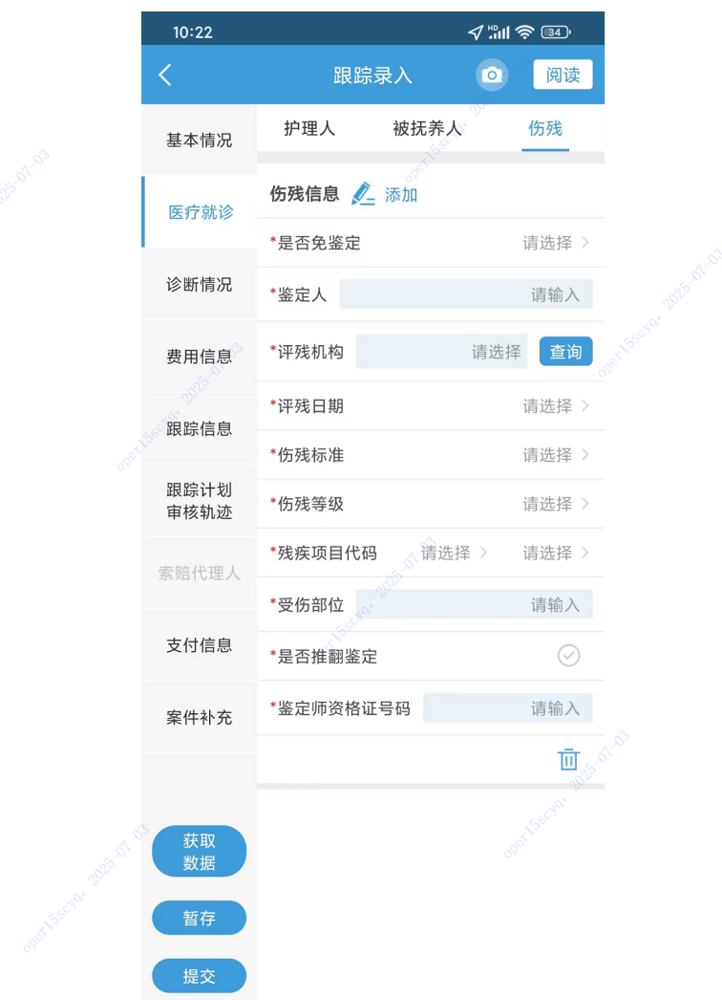 10:22
HD
34
跟踪录入
阅读
基本情况
医疗就诊
诊断情况
费用信息
跟踪信息
跟踪计划
审核轨迹
索赔代理人
支付信息
案件补充
获取
数据
暂存
提交
护理人 被抚养人 伤残
伤残信息 添加
*是否免鉴定 请选择
*鉴定人 请输入
*评残机构 请选择 查询
*评残日期 请选择
*伤残标准 请选择
*伤残等级 请选择
*残疾项目代码 请选择 请选择
*受伤部位 请输入
*是否推翻鉴定
*鉴定师资格证号码 请输入
oper15scyq, 2025-07-03